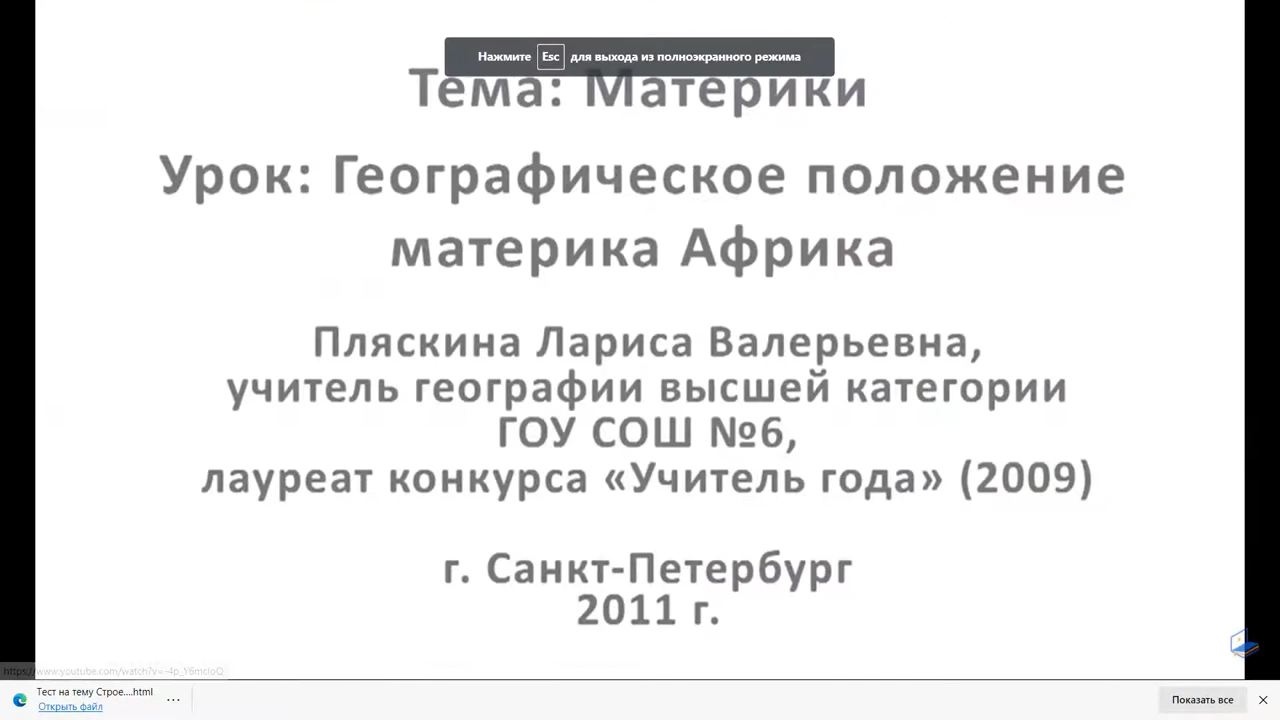 Нажмите Esc для выхода из полноэкранного режима
Тема: Материки
Урок: Географическое положение
материка Африка
Пляскина Лариса Валерьевна,
учитель географии высшей категории
ГОУ СОШ №6,
лауреат конкурса «Учитель года» (2009)
г. Санкт-Петербург
2011 г.
Тест на тему Строе....html
Открыть файл
Показать все